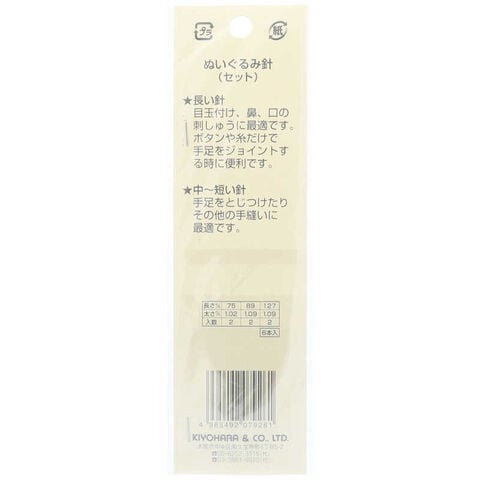 プラ
紙
ぬいぐるみ針
(セット)
★長い針
目玉付け、鼻、口の
刺しゅうに最適です。
ボタンや糸だけで
手足をジョイントす
る時に便利です。
★中〜短い針
手足をとじつけたり
その他の手縫いに
最適です。
長さ㎜ 75 89 127
太さ㎜ 1.02 1.09 1.09
入数 2 2 2
6本入
4 965492 079281
KIYOHARA & CO., LTD.